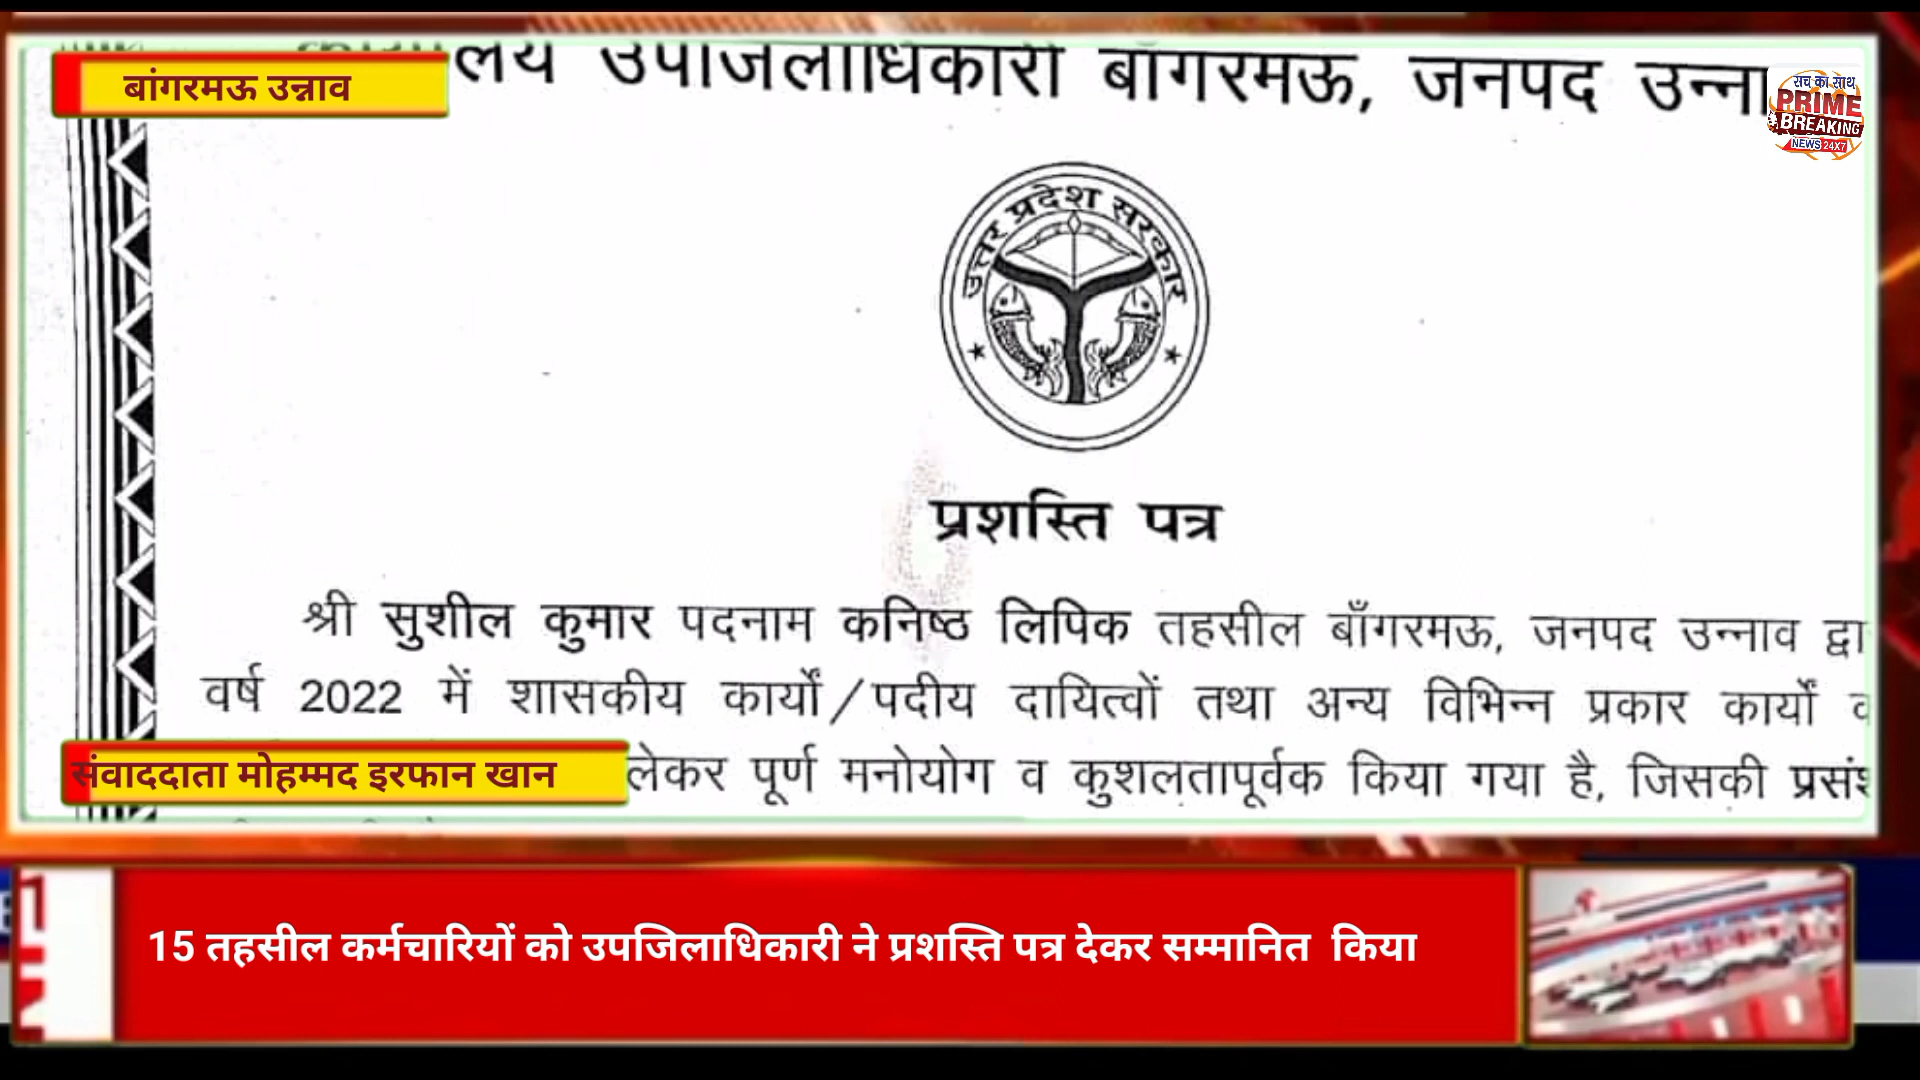 लय उपजिलाधिकारी बाँगरमऊ, जनपद उन्ना
बांगरमऊ उन्नाव
सच का साथ
PRIME
BREAKING
NEWS 24X7
उत्तर प्रदेश सरकार
प्रशस्ति पत्र
श्री सुशील कुमार पदनाम कनिष्ठ लिपिक तहसील बाँगरमऊ, जनपद उन्नाव द्वा
वर्ष 2022 में शासकीय कार्यों/पदीय दायित्वों तथा अन्य विभिन्न प्रकार कार्यों
लेकर पूर्ण मनोयोग व कुशलतापूर्वक किया गया है, जिसकी प्रसंश
संवाददाता मोहम्मद इरफान खान
15 तहसील कर्मचारियों को उपजिलाधिकारी ने प्रशस्ति पत्र देकर सम्मानित किया